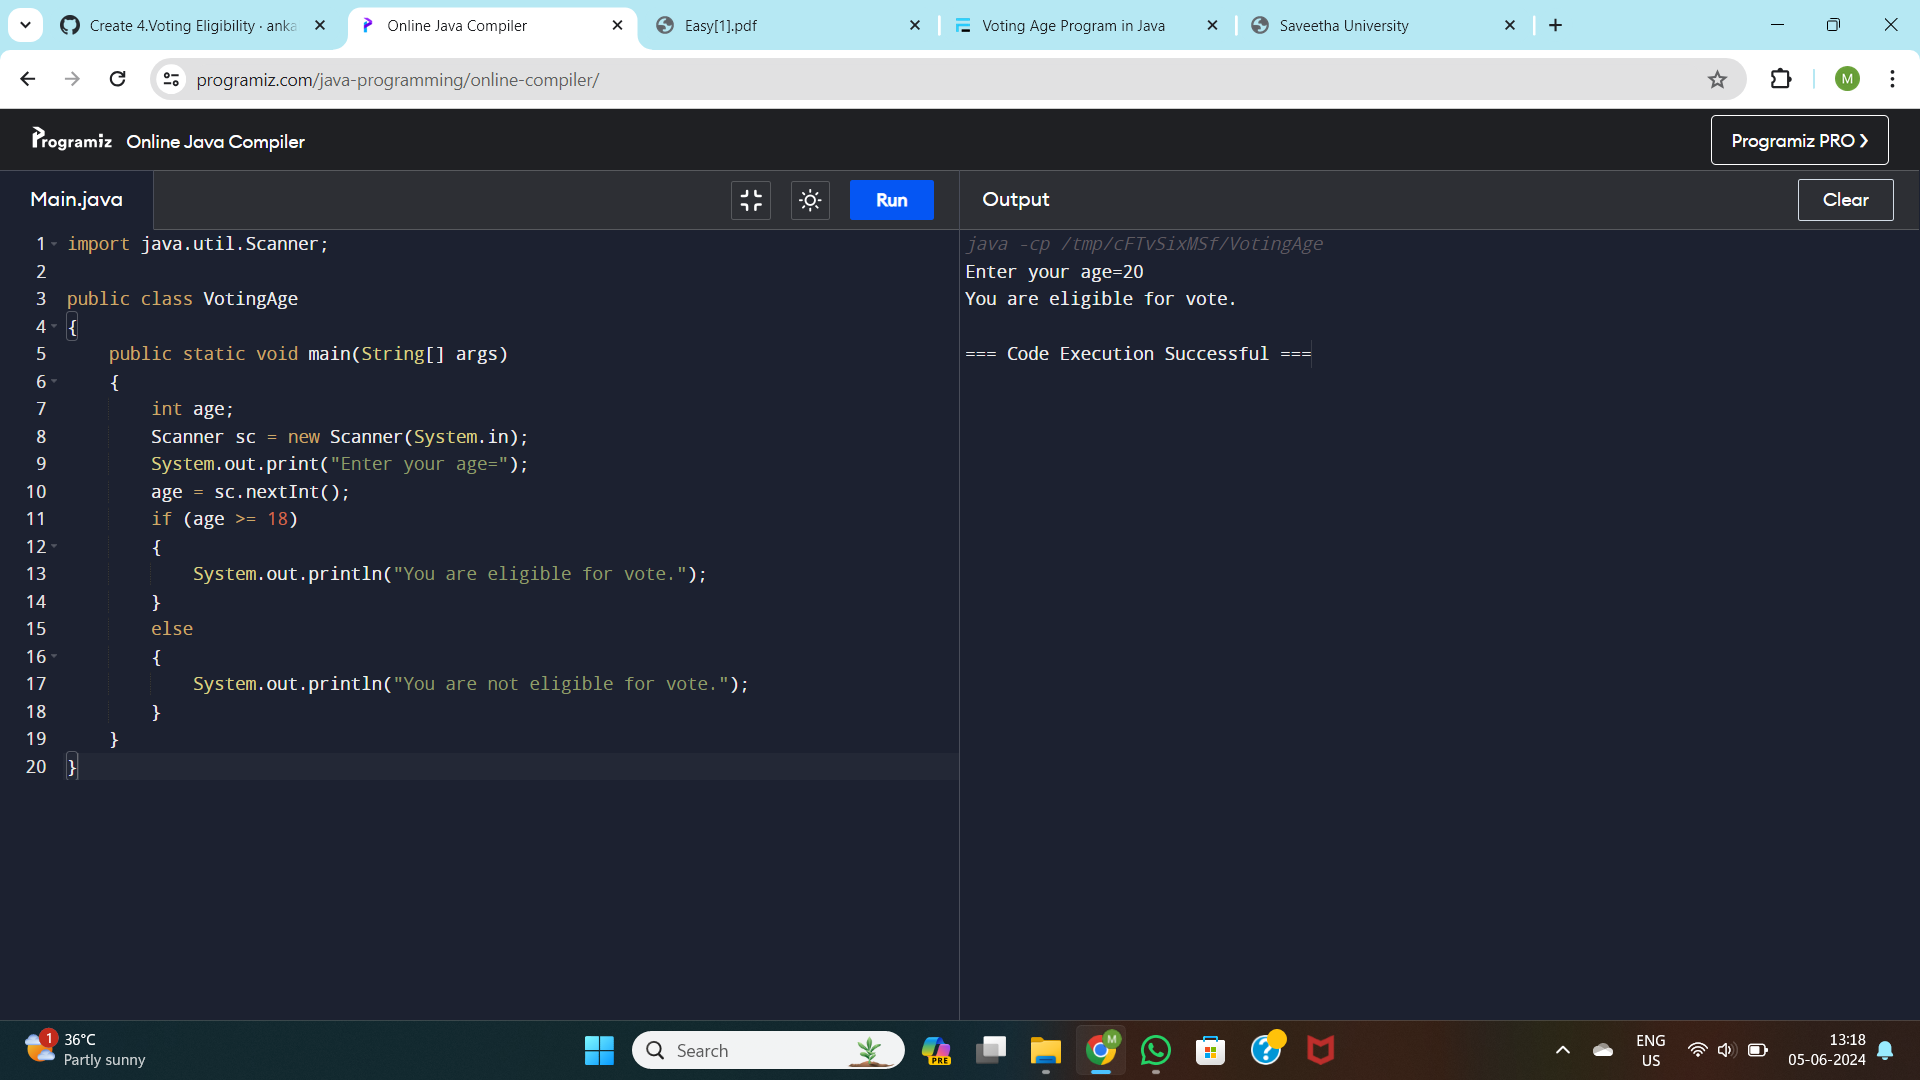 Create 4.Voting Eligibility · anka
Online Java Compiler
Easy[1].pdf
Voting Age Program in Java
Saveetha University
programiz.com/java-programming/online-compiler/
M
Programiz Online Java Compiler
Programiz PRO
Main.java
Run
Output
Clear
1 import java.util.Scanner;
2
3 public class VotingAge
4 {
5     public static void main(String[] args)
6     {
7         int age;
8         Scanner sc = new Scanner(System.in);
9         System.out.print("Enter your age=");
10         age = sc.nextInt();
11         if (age >= 18)
12         {
13             System.out.println("You are eligible for vote.");
14         }
15         else
16         {
17             System.out.println("You are not eligible for vote.");
18         }
19     }
20 }
java -cp /tmp/cFTvSixMSf/VotingAge
Enter your age=20
You are eligible for vote.
=== Code Execution Successful ===
1
36°C
Partly sunny
Search
PRE
M
ENG
US
13:18
05-06-2024